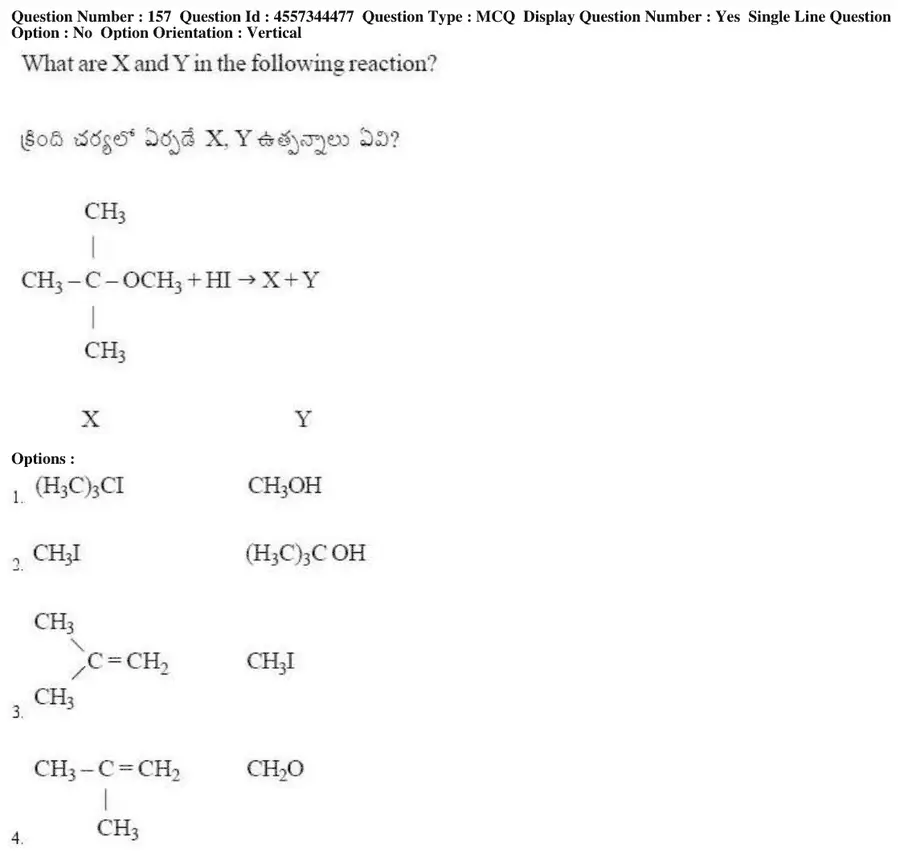 Question Number : 157 Question Id : 4557344477 Question Type : MCQ Display Question Number : Yes Single Line Question
Option : No Option Orientation : Vertical
What are X and Y in the following reaction?
క్రింది చర్యలో ఏర్పడే X, Y ఉత్పన్నాలు ఏవి?
CH₃
|
CH₃ – C – OCH₃ + HI → X + Y
|
CH₃
X Y
Options :
1. (H₃C)₃CI CH₃OH
2. CH₃I (H₃C)₃C OH
CH₃
C = CH₂ CH₃I
3. CH₃
CH₃ – C = CH₂ CH₂O
|
4. CH₃